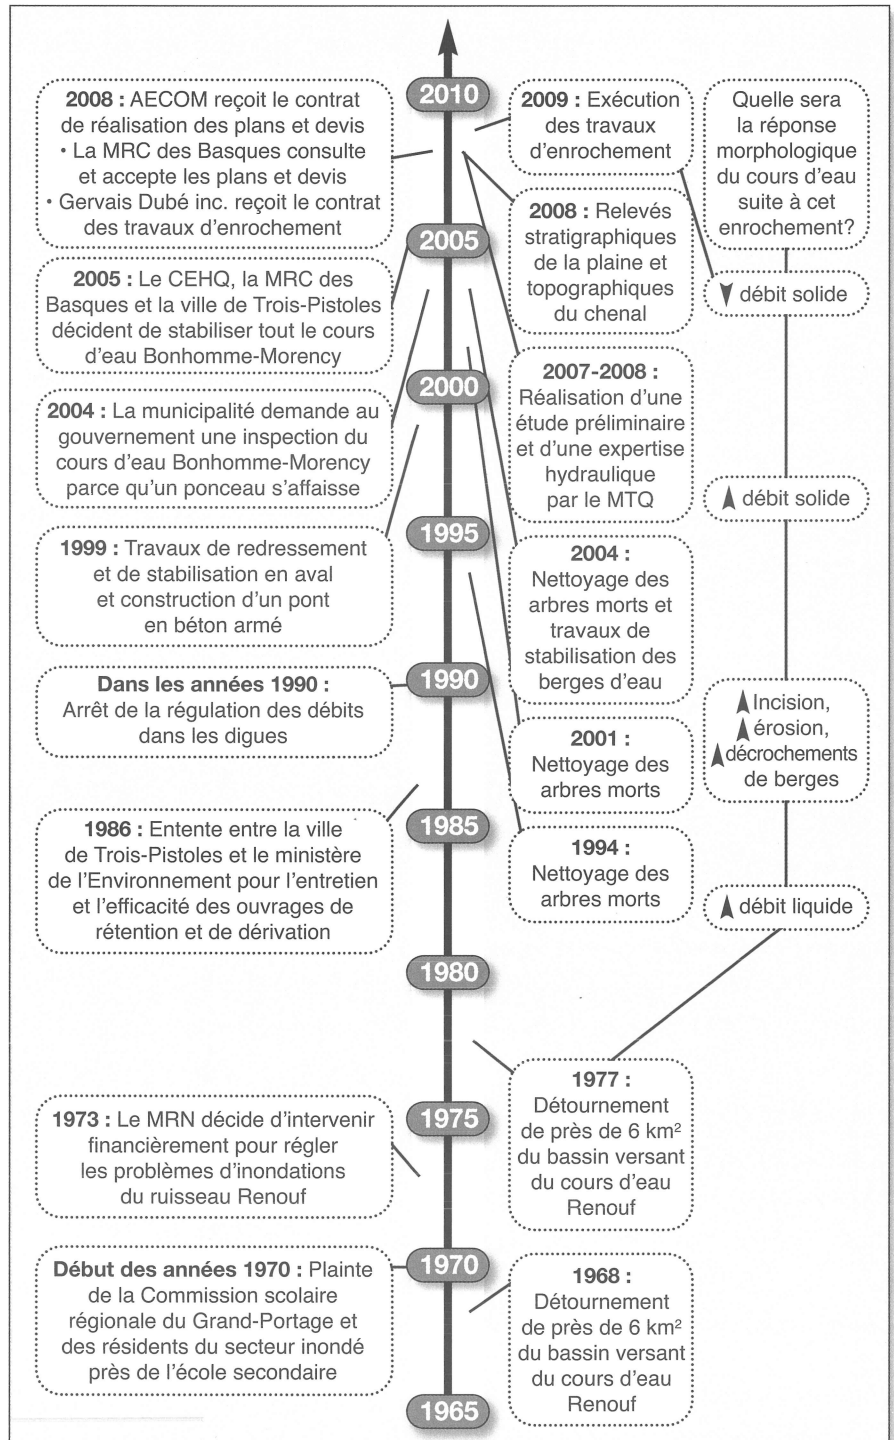 2010
2008 : AECOM reçoit le contrat
de réalisation des plans et devis
• La MRC des Basques consulte
et accepte les plans et devis
• Gervais Dubé inc. reçoit le contrat
des travaux d'enrochement
2009 : Exécution
des travaux
d'enrochement
Quelle sera
la réponse
morphologique
du cours d'eau
suite à cet
enrochement?
2008 : Relevés
stratigraphiques
de la plaine et
topographiques
du chenal
2005
2005 : Le CEHQ, la MRC des
Basques et la ville de Trois-Pistoles
décident de stabiliser tout le cours
d'eau Bonhomme-Morency
débit solide
2007-2008 :
Réalisation d'une
étude préliminaire
et d'une expertise
hydraulique
par le MTQ
2000
2004 : La municipalité demande au
gouvernement une inspection du
cours d'eau Bonhomme-Morency
parce qu'un ponceau s'affaisse
débit solide
1995
1999 : Travaux de redressement
et de stabilisation en aval
et construction d'un pont
en béton armé
2004 :
Nettoyage des
arbres morts et
travaux de
stabilisation des
berges d'eau
1990
Dans les années 1990 :
Arrêt de la régulation des débits
dans les digues
Incision,
érosion,
décrochements
de berges
2001 :
Nettoyage des
arbres morts
1985
1986 : Entente entre la ville
de Trois-Pistoles et le ministère
de l'Environnement pour l'entretien
et l'efficacité des ouvrages de
rétention et de dérivation
1994 :
Nettoyage des
arbres morts
débit liquide
1980
1977 :
Détournement
de près de 6 km²
du bassin versant
du cours d'eau
Renouf
1975
1973 : Le MRN décide d'intervenir
financièrement pour régler
les problèmes d'inondations
du ruisseau Renouf
1970
Début des années 1970 : Plainte
de la Commission scolaire
régionale du Grand-Portage et
des résidents du secteur inondé
près de l'école secondaire
1968 :
Détournement
de près de 6 km²
du bassin versant
du cours d'eau
Renouf
1965